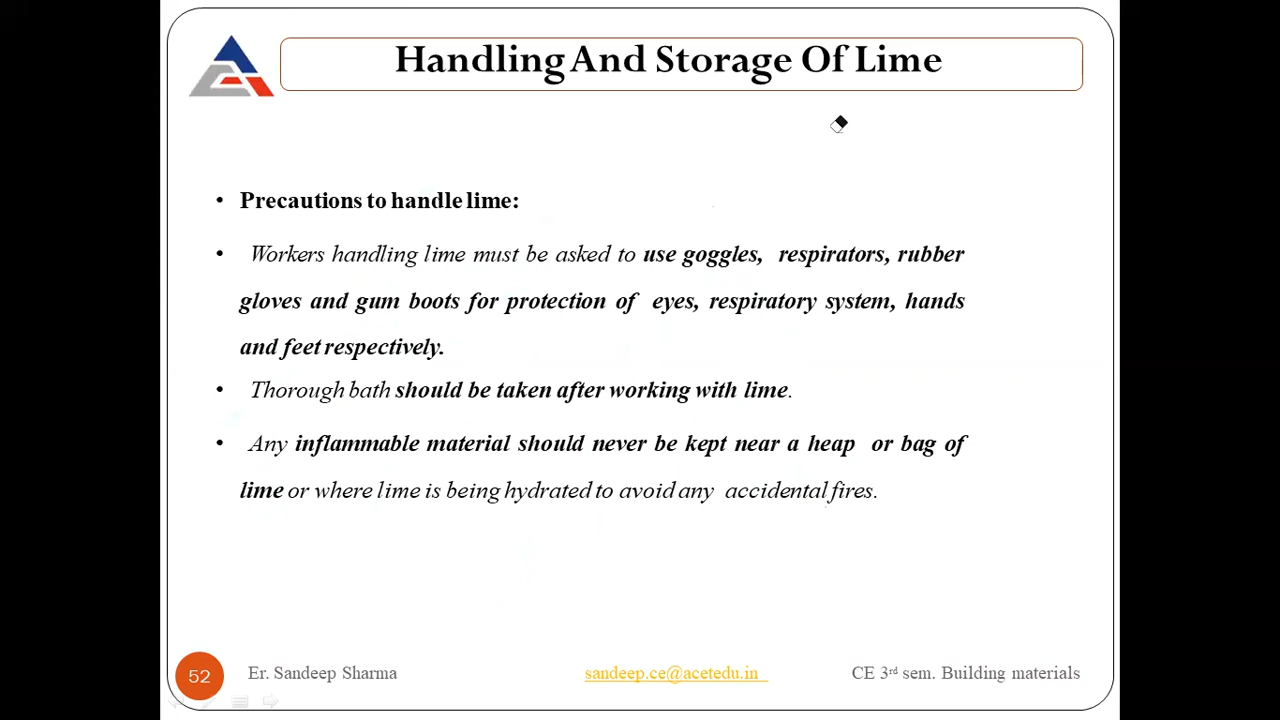 Handling And Storage Of Lime
• Precautions to handle lime:
• Workers handling lime must be asked to use goggles, respirators, rubber
gloves and gum boots for protection of eyes, respiratory system, hands
and feet respectively.
• Thorough bath should be taken after working with lime.
• Any inflammable material should never be kept near a heap or bag of
lime or where lime is being hydrated to avoid any accidental fires.
52 Er. Sandeep Sharma sandeep.ce@acetedu.in CE 3rd sem. Building materials